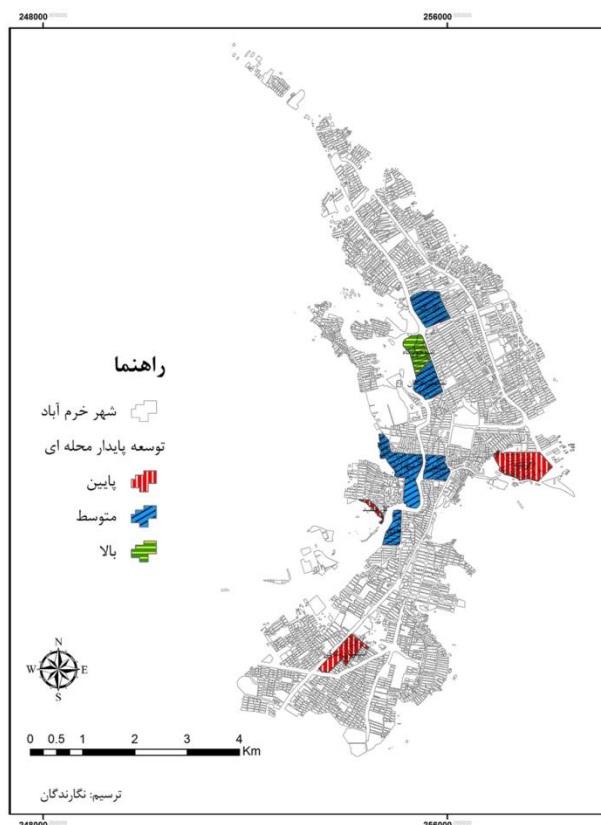 248000 256000
راهنما
شهر خرم آباد
توسعه پایدار محله ای
پایین
متوسط
بالا
N
W E
S
0 0.5 1 2 3 4
Km
ترسیم: نگارندگان
248000 256000